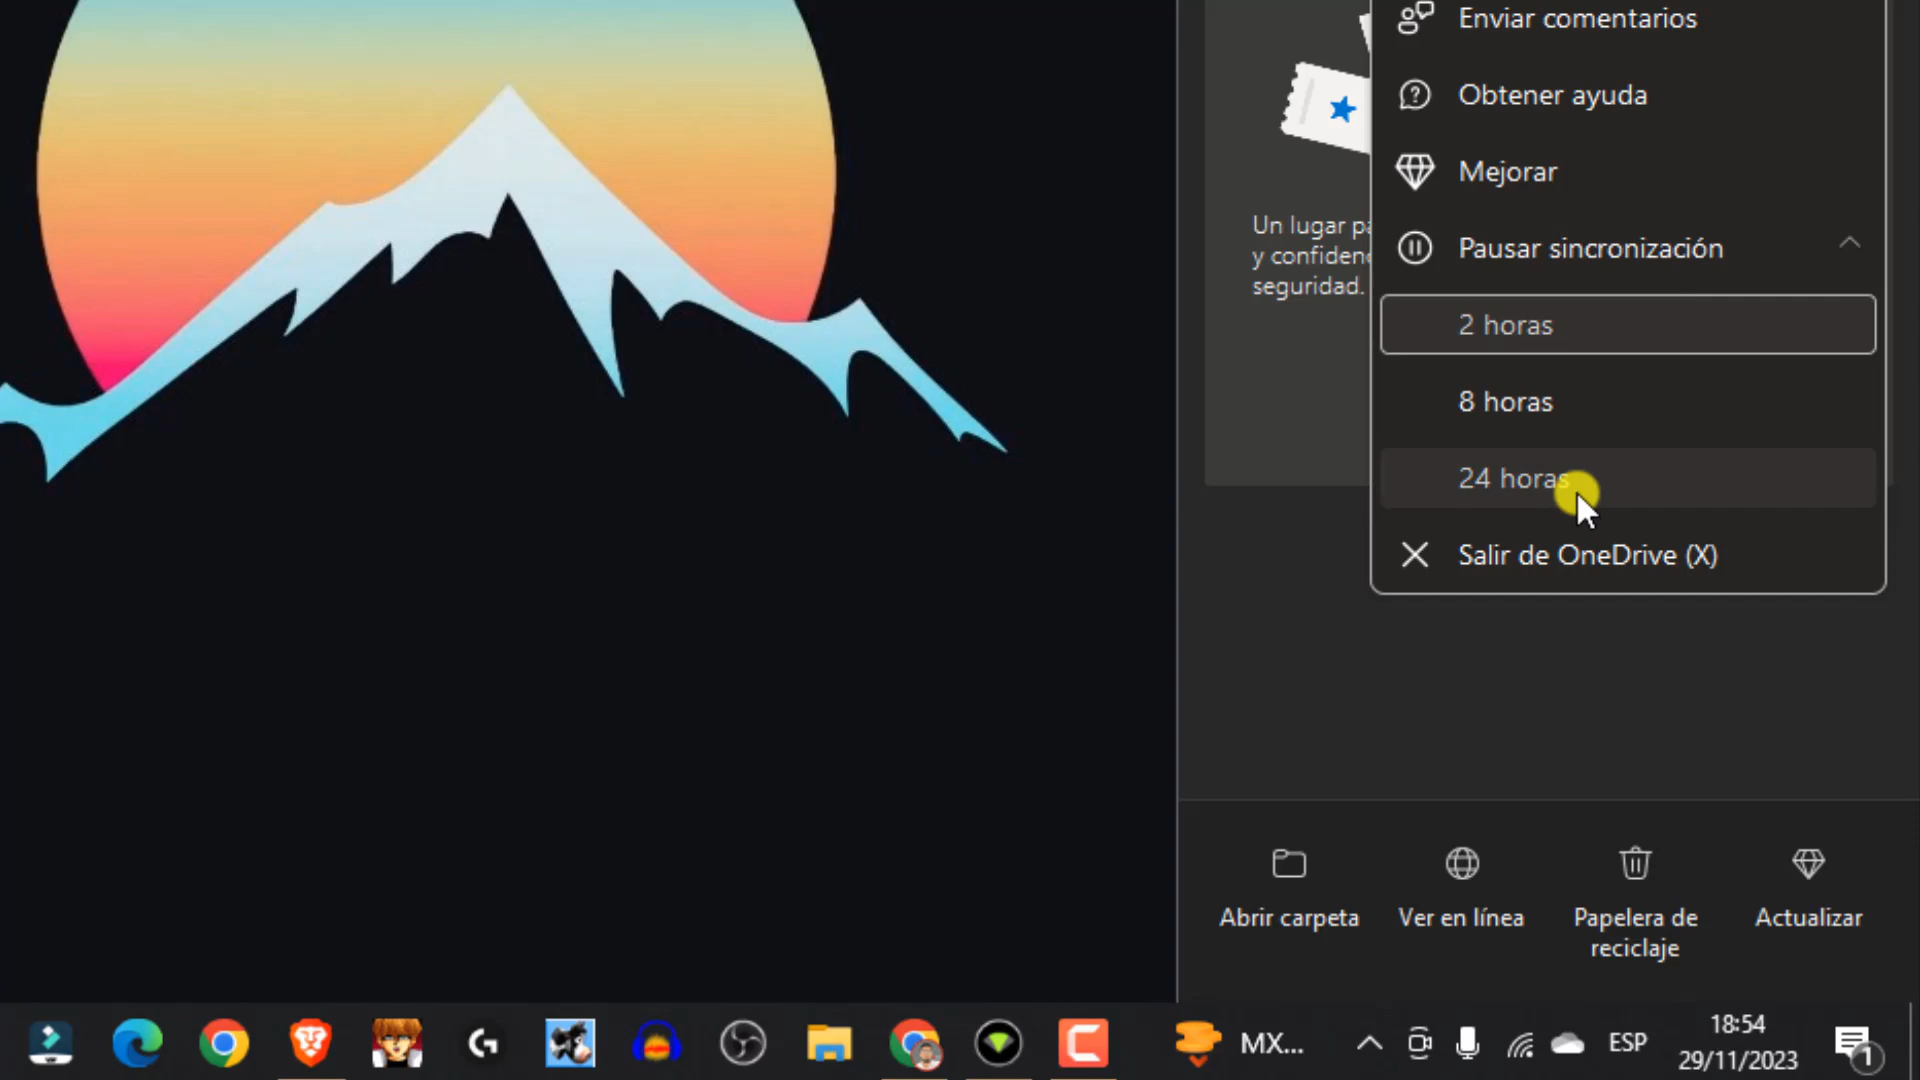 Enviar comentarios
Obtener ayuda
Mejorar
Un lugar
y
seguridad.
Pausar sincronización
2 horas
8 horas
24 horas
Salir de OneDrive (X)
Abrir carpeta
Ver en línea
Papelera de
reciclaje
Actualizar
MX...
ESP
18:54
29/11/2023
1